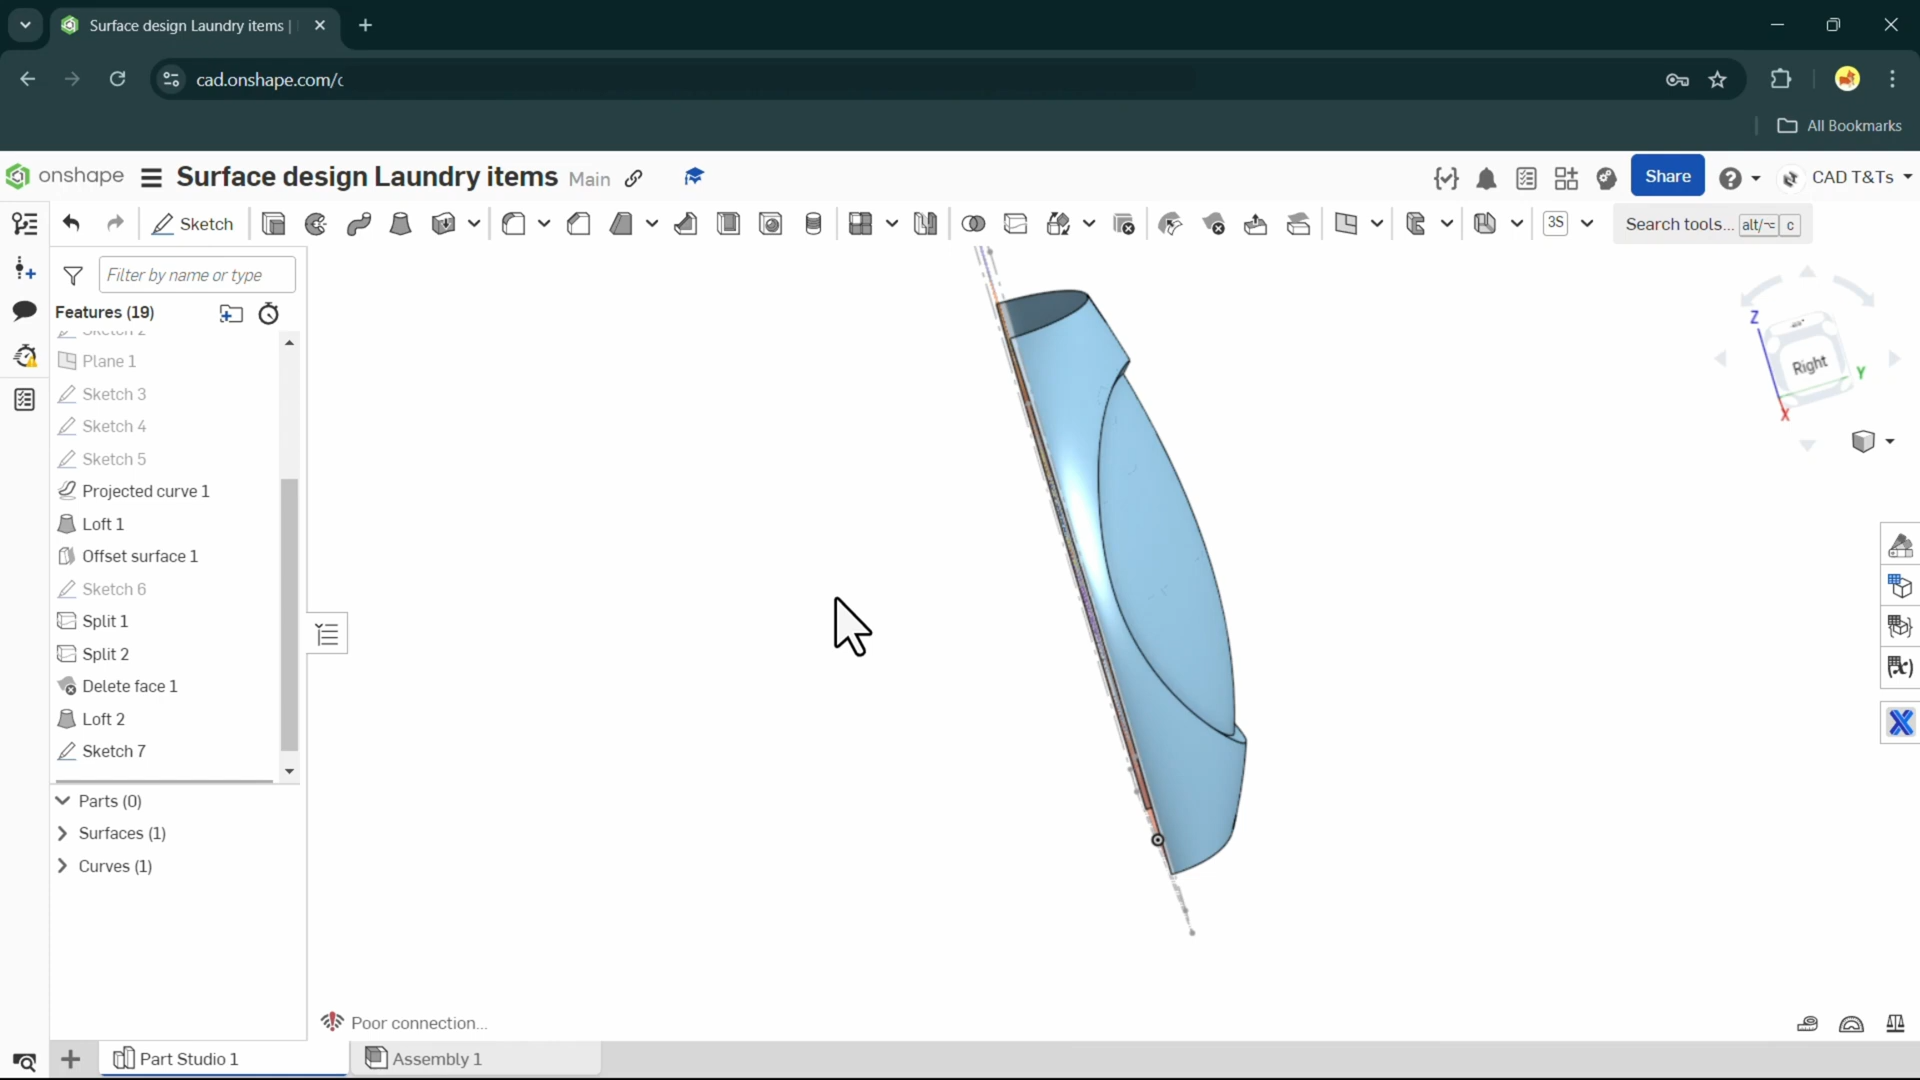 Surface design Laundry items |
cad.onshape.com/c
All Bookmarks
onshape
Surface design Laundry items Main
Share
CAD T&Ts
Sketch
3S
Search tools... alt/⌥ c
Filter by name or type
Features (19)
Sketch 2
Plane 1
Sketch 3
Sketch 4
Sketch 5
Projected curve 1
Loft 1
Offset surface 1
Sketch 6
Split 1
Split 2
Delete face 1
Loft 2
Sketch 7
Parts (0)
Surfaces (1)
Curves (1)
Z
Right
Y
X
Poor connection...
Part Studio 1
Assembly 1